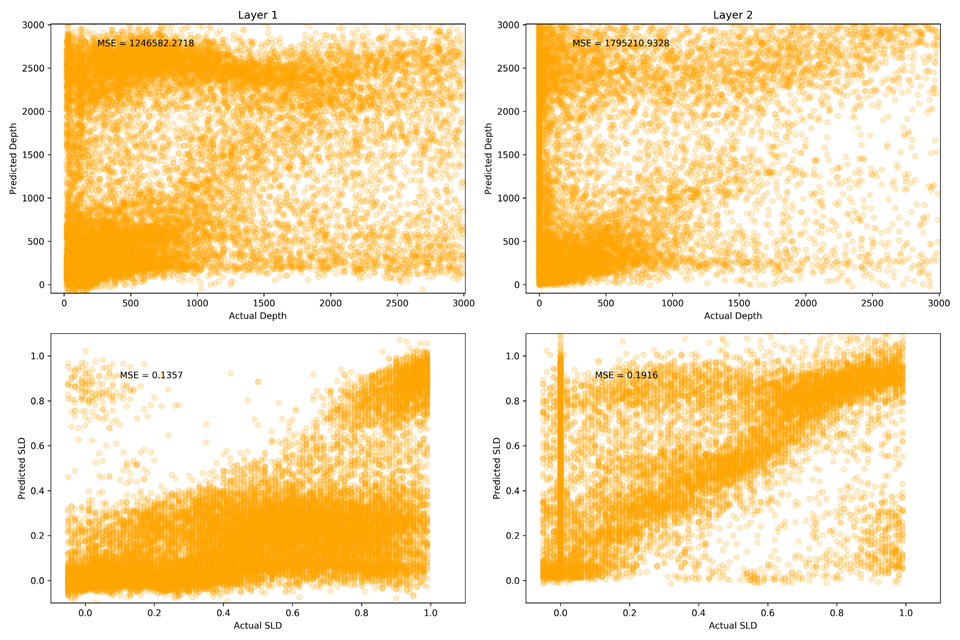 Layer 1
3000
2500
2000
1500
1000
500
0
Predicted Depth
MSE = 1246582.2718
0 500 1000 1500 2000 2500 3000
Actual Depth
Layer 2
3000
2500
2000
1500
1000
500
0
Predicted Depth
MSE = 1795210.9328
0 500 1000 1500 2000 2500 3000
Actual Depth
1.0
0.8
0.6
0.4
0.2
0.0
Predicted SLD
MSE = 0.1357
0.0 0.2 0.4 0.6 0.8 1.0
Actual SLD
1.0
0.8
0.6
0.4
0.2
0.0
Predicted SLD
MSE = 0.1916
0.0 0.2 0.4 0.6 0.8 1.0
Actual SLD